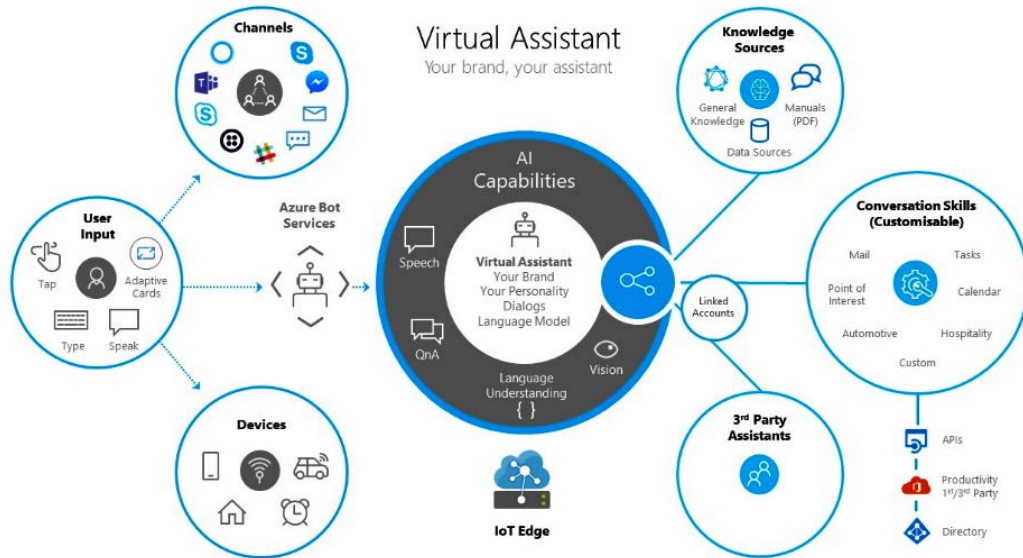 Virtual Assistant
Your brand, your assistant
Channels
T
S
S
User
Input
Tap
Adaptive
Cards
Type
Speak
Devices
Azure Bot
Services
AI
Capabilities
Speech
QnA
Language
Understanding
{ }
Vision
Virtual Assistant
Your Brand
Your Personality
Dialogs
Language Model
IoT Edge
Linked
Accounts
Knowledge
Sources
General
Knowledge
Manuals
(PDF)
Data Sources
Conversation Skills
(Customisable)
Mail
Tasks
Point of
Interest
Calendar
Automotive
Hospitality
Custom
3rd Party
Assistants
APIs
Productivity
1st/3rd Party
Directory